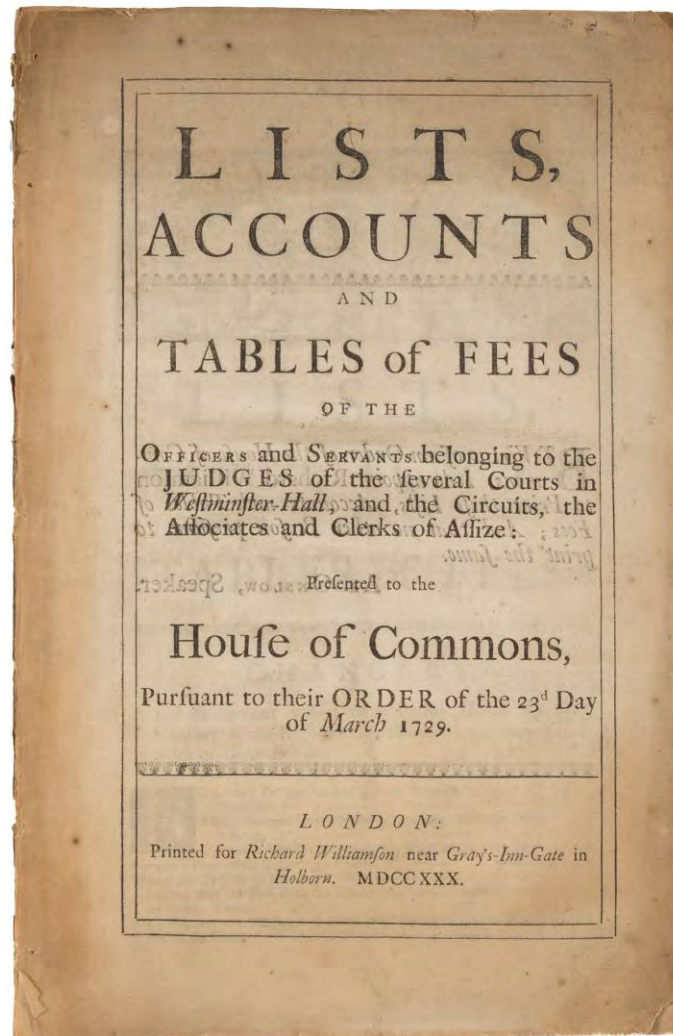 LISTS,
ACCOUNTS
AND
TABLES of FEES
OF THE
OFFICERS and SERVANTS belonging to the
JUDGES of the ſeveral Courts in
Weſtminſter-Hall, and the Circuits, the
Aſſociates and Clerks of Aſſize:
Preſented to the
Houſe of Commons,
Purſuant to their ORDER of the 23d Day
of March 1729.
LONDON:
Printed for Richard Williamſon near Gray's-Inn-Gate in
Holborn. MDCCXXX.